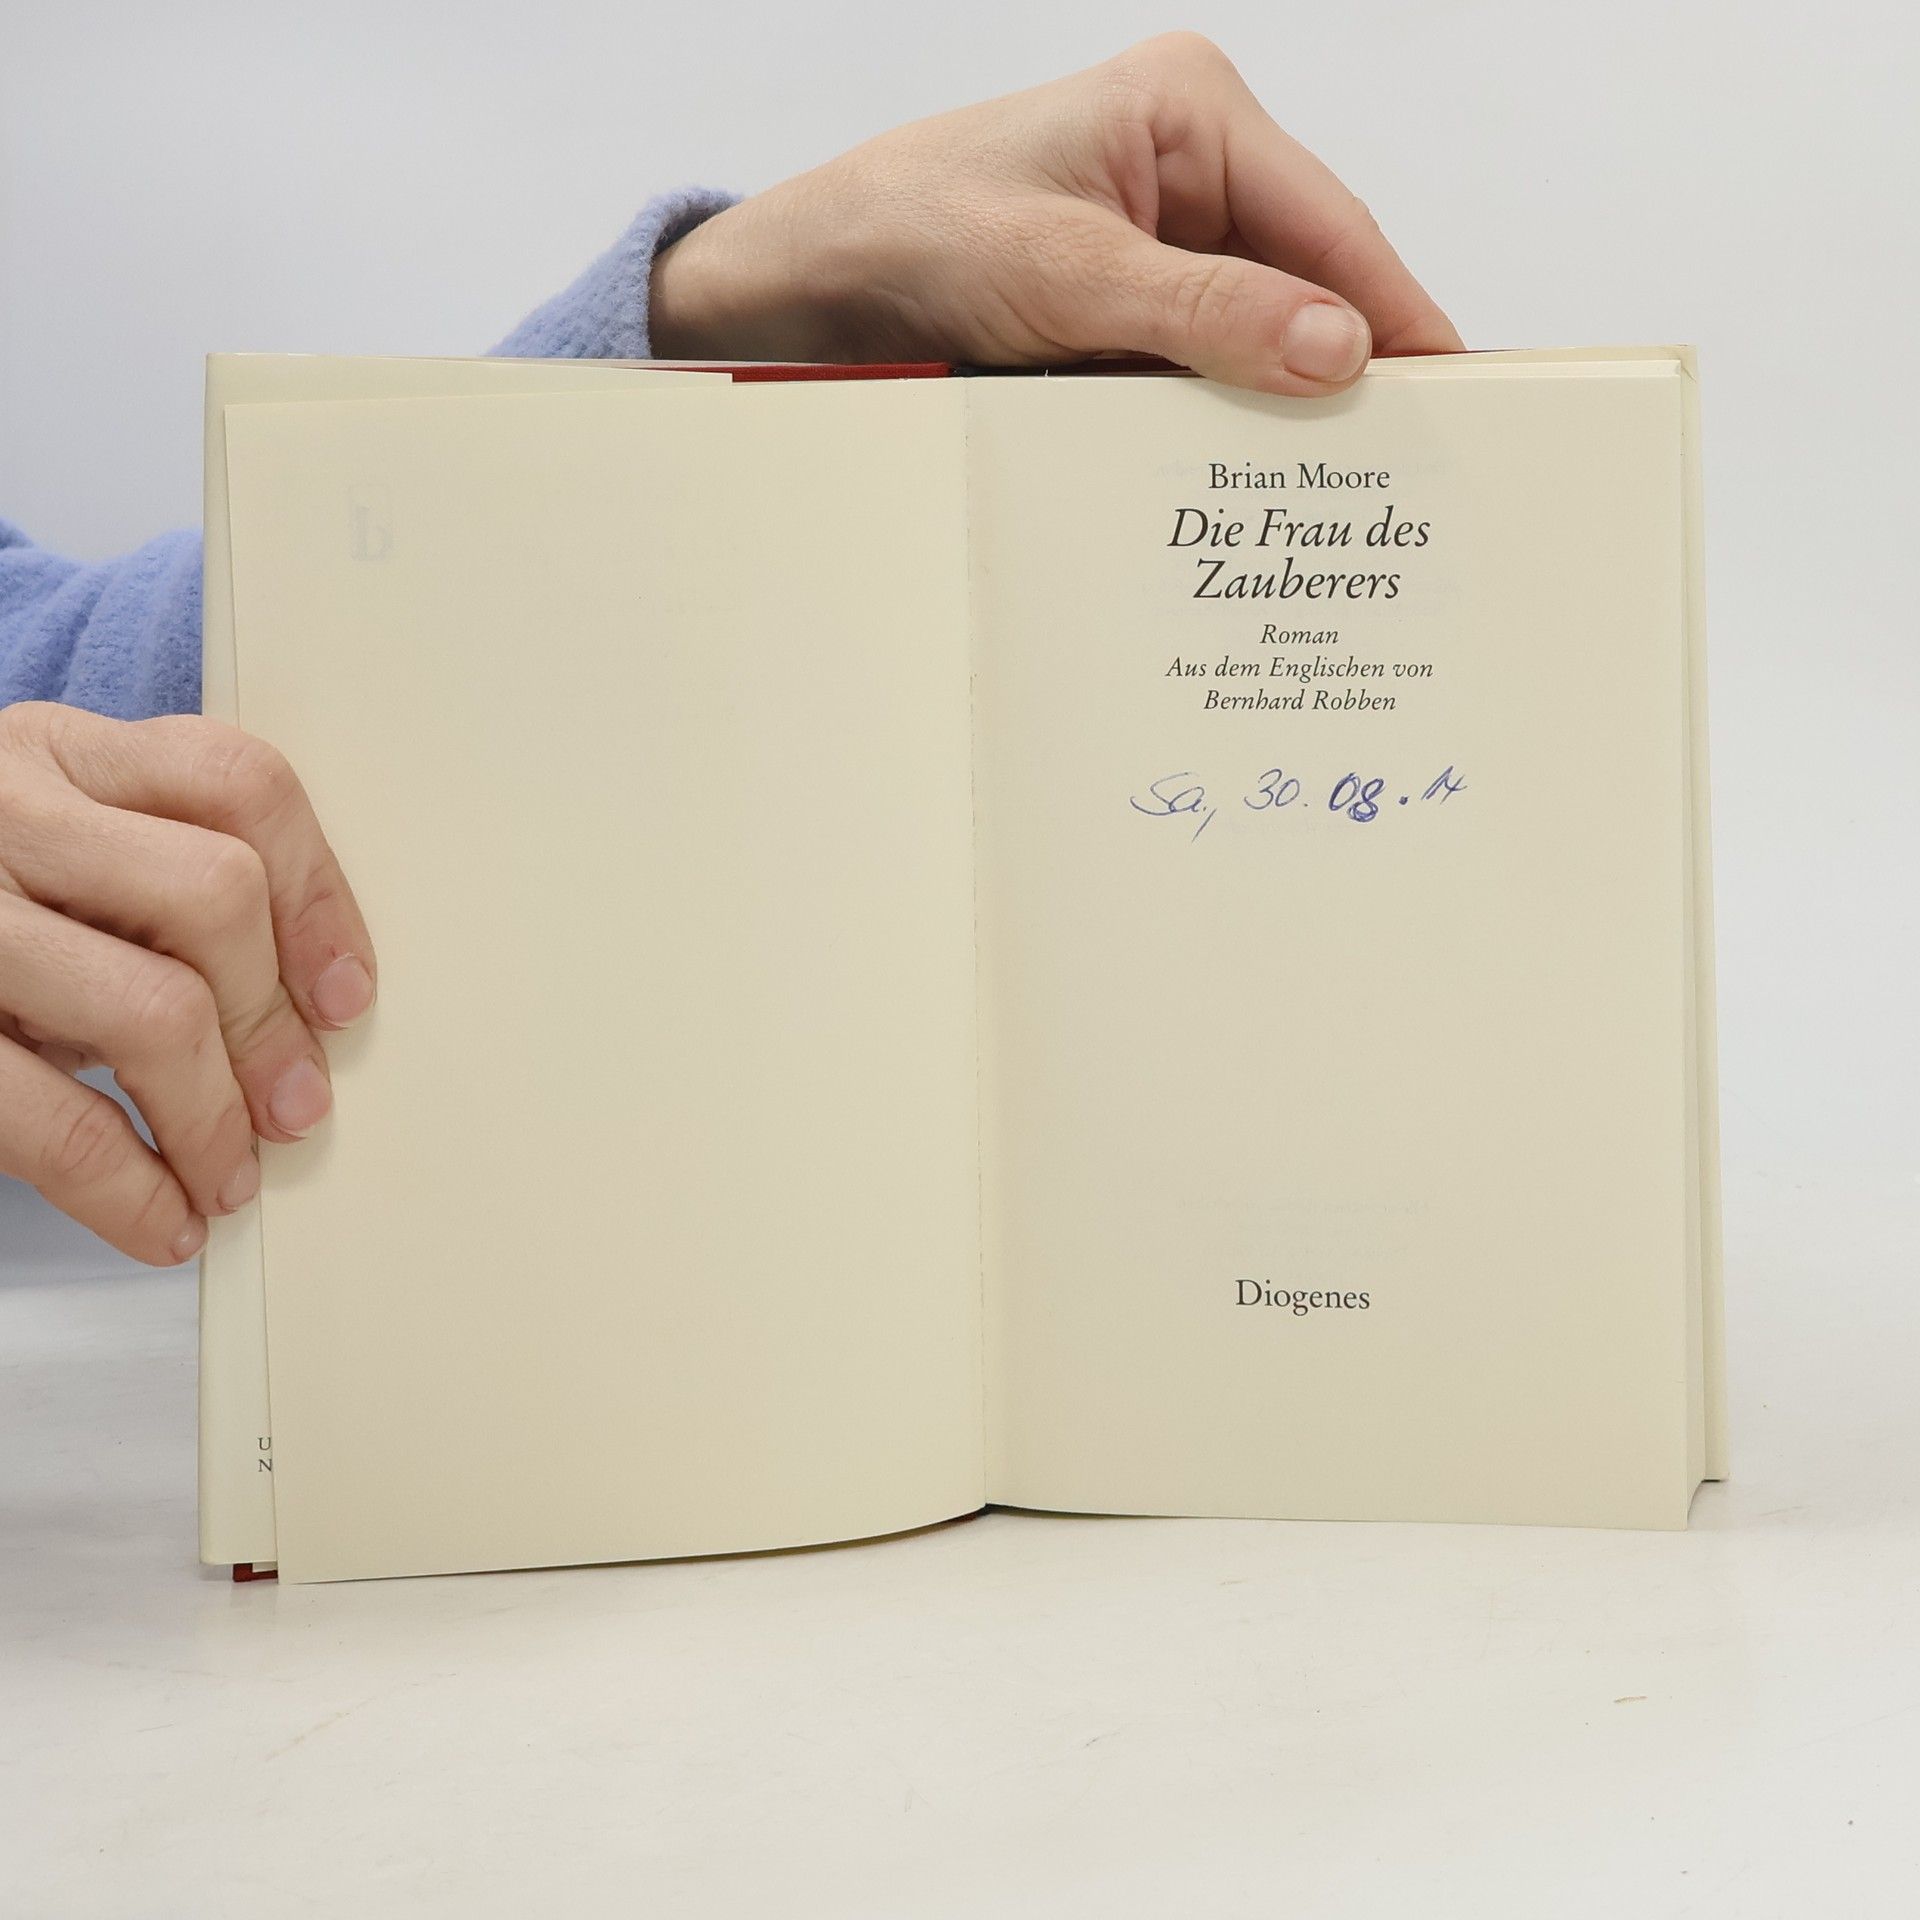 Brian Moore
Die Frau des
Zauberers
Roman
Aus dem Englischen von
Bernhard Robben
Sa., 30. 08. 14
Diogenes
U
N